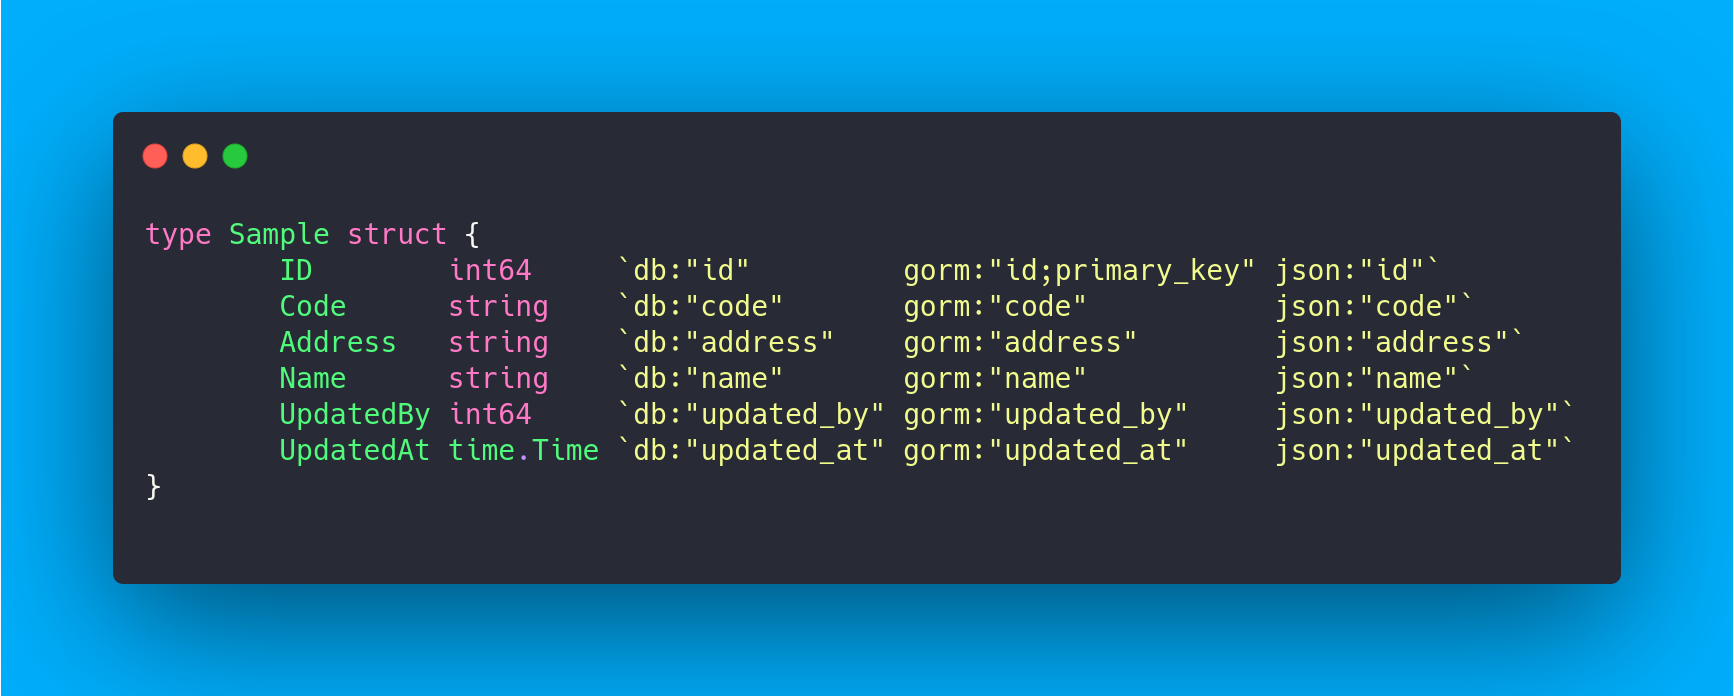 type Sample struct {
        ID        int64     `db:"id"         gorm:"id;primary_key" json:"id"`
        Code      string    `db:"code"       gorm:"code"           json:"code"`
        Address   string    `db:"address"    gorm:"address"        json:"address"`
        Name      string    `db:"name"       gorm:"name"           json:"name"`
        UpdatedBy int64     `db:"updated_by" gorm:"updated_by"     json:"updated_by"`
        UpdatedAt time.Time `db:"updated_at" gorm:"updated_at"     json:"updated_at"`
}